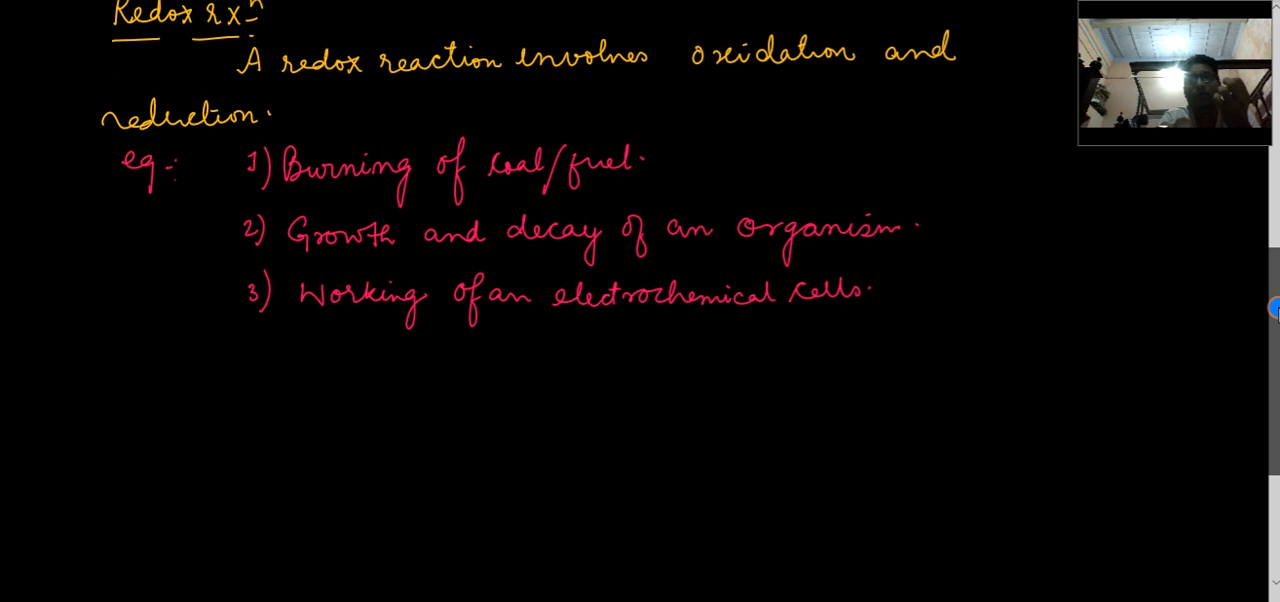 Redox rxⁿ
A redox reaction involves oxidation and
reduction.
eg :- 1) Burning of coal/fuel.
2) Growth and decay of an organism.
3) Working of an electrochemical cells.